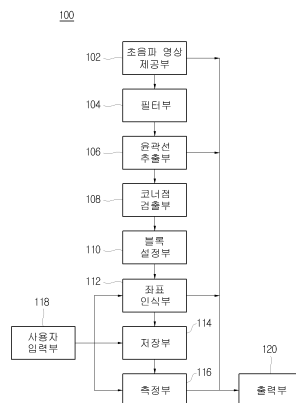 100
102
초음파 영상
제공부
104
필터부
106
윤곽선
추출부
108
코너점
검출부
110
블록
설정부
112
좌표
인식부
118
사용자
입력부
114
저장부
116
측정부
120
출력부